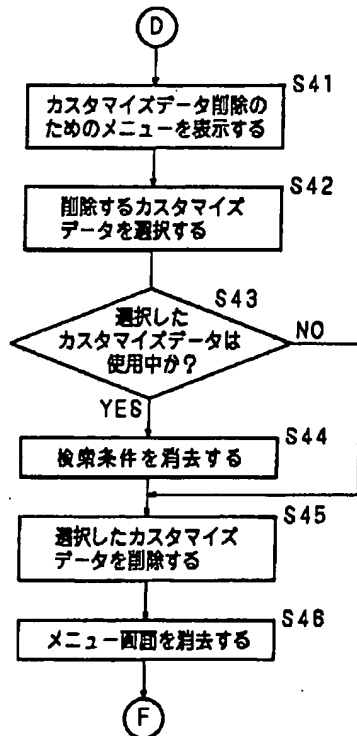 D
S41
カスタマイズデータ削除の
ためのメニューを表示する
S42
削除するカスタマイズ
データを選択する
S43
選択した
カスタマイズデータは
使用中か?
NO
YES
S44
検索条件を消去する
S45
選択したカスタマイズ
データを削除する
S46
メニュー画面を消去する
F